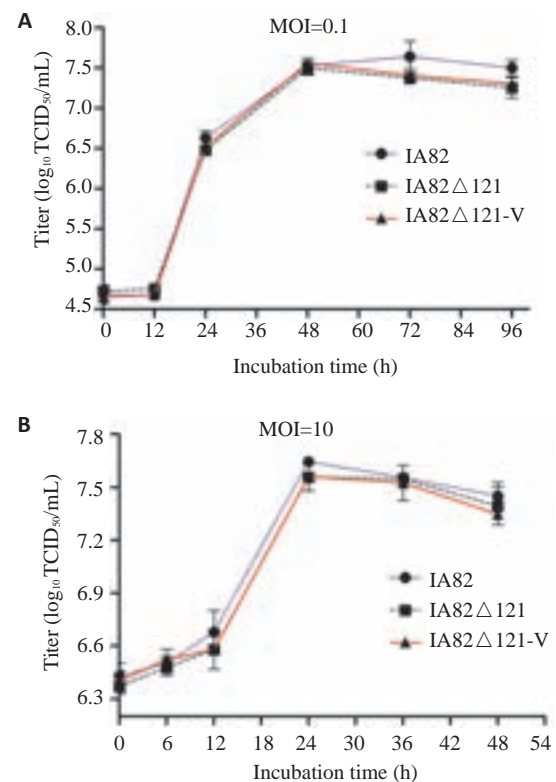 A
MOI=0.1
Titer (log₁₀ TCID₅₀/mL)
8.0
7.5
7.0
6.5
6.0
5.5
5.0
4.5
IA82
IA82△121
IA82△121-V
0 12 24 36 48 60 72 84 96
Incubation time (h)
B
MOI=10
Titer (log₁₀ TCID₅₀/mL)
7.8
7.5
7.2
6.9
6.6
6.3
IA82
IA82△121
IA82△121-V
0 6 12 18 24 30 36 42 48 54
Incubation time (h)